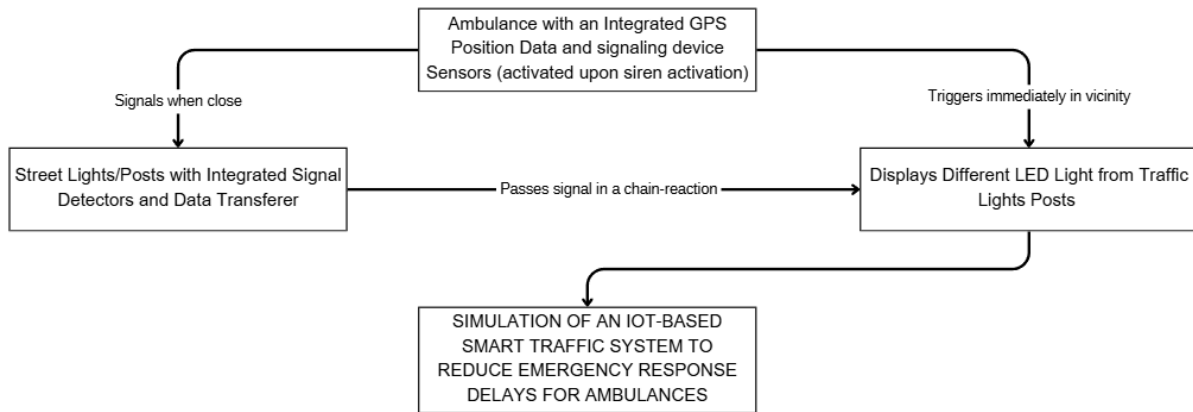 Ambulance with an Integrated GPS
Position Data and signaling device
Sensors (activated upon siren activation)
Signals when close
Triggers immediately in vicinity
Street Lights/Posts with Integrated Signal
Detectors and Data Transferer
Passes signal in a chain-reaction
Displays Different LED Light from Traffic
Lights Posts
SIMULATION OF AN IOT-BASED
SMART TRAFFIC SYSTEM TO
REDUCE EMERGENCY RESPONSE
DELAYS FOR AMBULANCES